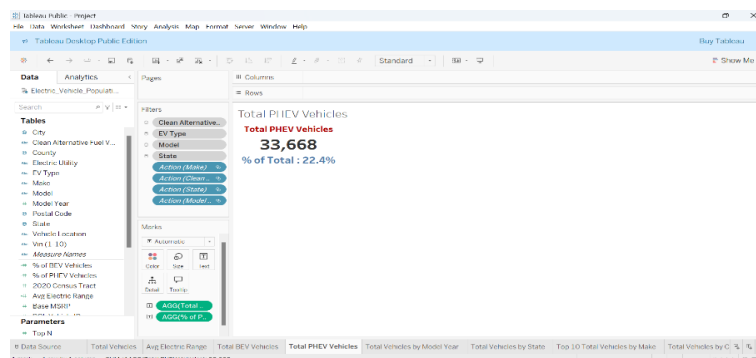 Tableau Public - Project
File Data Worksheet Dashboard Story Analysis Map Format Server Window Help
Tableau Desktop Public Edition
Buy Tableau
Standard
Show Me
Data Analytics
Pages
Columns
Rows
Electric_Vehicle_Populati...
Search
Tables
City
Clean Alternative Fuel V...
County
Electric Utility
EV Type
Make
Model
Model Year
Postal Code
State
Vehicle Location
Vin (1-10)
Measure Names
% of BEV Vehicles
% of PHEV Vehicles
2020 Census Tract
Avg Electric Range
Base MSRP
Parameters
Top N
Filters
Clean Alternative..
EV Type
Model
State
Action (Make)
Action (Clean ..
Action (State)
Action (Model ..
Marks
Automatic
Color Size Text
Detail Tooltip
AGG(Total ..
AGG(% of P..
Total PHEV Vehicles
Total PHEV Vehicles
33,668
% of Total : 22.4%
Data Source Total Vehicles Avg Electric Range Total BEV Vehicles Total PHEV Vehicles Total Vehicles by Model Year Total Vehicles by State Top 10 Total Vehicles by Make Total Vehicles by C